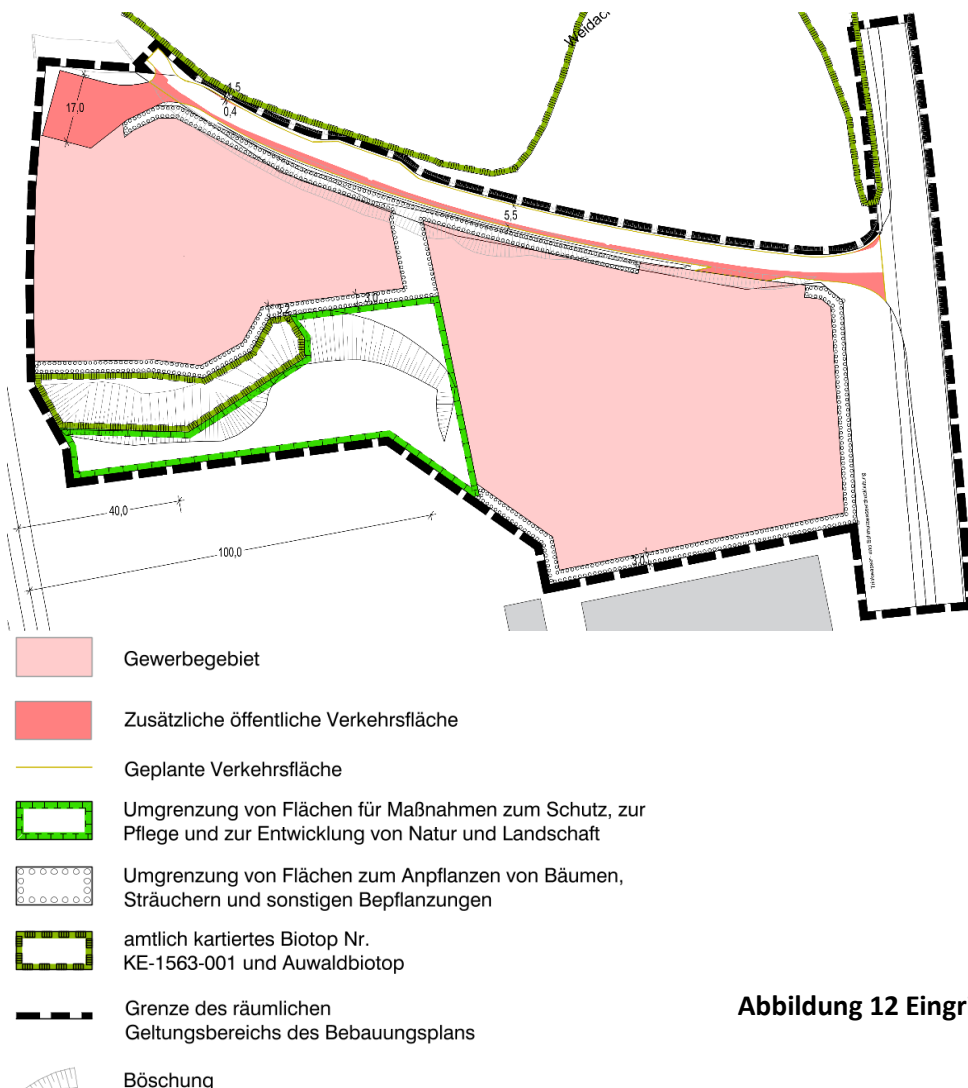 Weidach
1,5
0,4
17,0
5,5
3,0
40,0
100,0
3,0
Gewerbegebiet
Zusätzliche öffentliche Verkehrsfläche
Geplante Verkehrsfläche
Umgrenzung von Flächen für Maßnahmen zum Schutz, zur
Pflege und zur Entwicklung von Natur und Landschaft
Umgrenzung von Flächen zum Anpflanzen von Bäumen,
Sträuchern und sonstigen Bepflanzungen
amtlich kartiertes Biotop Nr.
KE-1563-001 und Auwaldbiotop
Grenze des räumlichen
Geltungsbereichs des Bebauungsplans
Abbildung 12 Eingr
Böschung